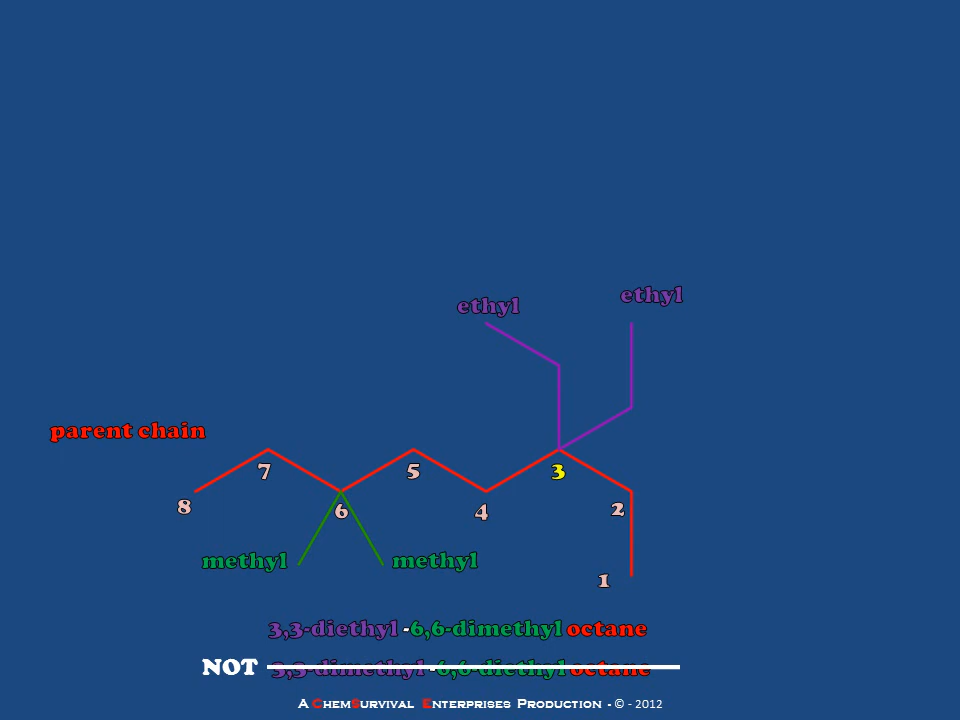 ethyl
ethyl
parent chain
7
5
3
8
6
4
2
methyl
methyl
1
3,3-diethyl -6,6-dimethyl octane
NOT 3,3-dimethyl -6,6-diethyl octane
A ChemSurvival Enterprises Production - © - 2012